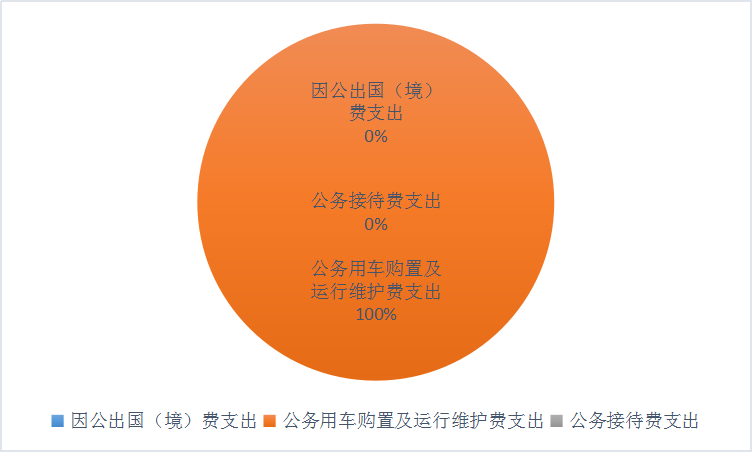 因公出国（境）
费支出
0%
公务接待费支出
0%
公务用车购置及
运行维护费支出
100%
因公出国（境）费支出 公务用车购置及运行维护费支出 公务接待费支出